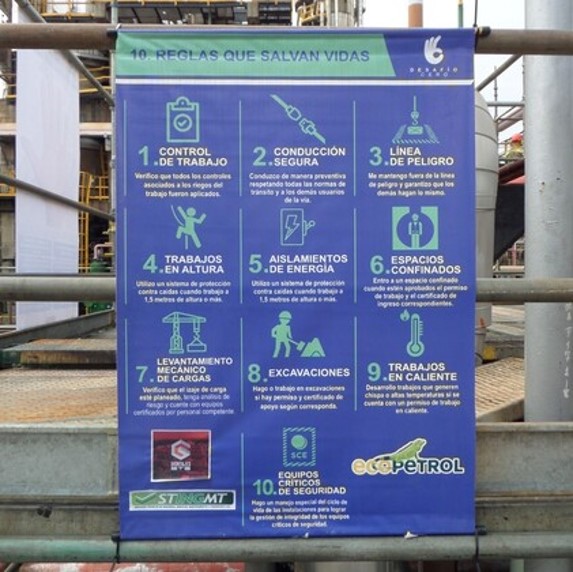 10. REGLAS QUE SALVAN VIDAS
DESAFÍO
CERO
1. CONTROL
DE TRABAJO
Verifico que todos los controles
asociados a los riegos del
trabajo fueron aplicados.
2. CONDUCCIÓN
SEGURA
Conduzco de manera preventiva
respetando todas las normas de
tránsito y a los demás usuarios
de la vía.
3. LÍNEA
DE PELIGRO
Me mantengo fuera de la línea
de peligro y garantizo que los
demás hagan lo mismo.
4. TRABAJOS
EN ALTURA
Utilizo un sistema de protección
contra caídas cuando trabajo a
1,5 metros de altura o más.
5. AISLAMIENTOS
DE ENERGÍA
Utilizo un sistema de protección
contra caídas cuando trabajo a
1,5 metros de altura o más.
6. ESPACIOS
CONFINADOS
Entro a un espacio confinado
cuando esten aprobados el permiso
de trabajo y el certificado de
ingreso correspondientes.
7. LEVANTAMIENTO
MECÁNICO
DE CARGAS
Verifico que el izaje de carga
este planeado, tenga análisis de
riesgo y cuente con equipos
certificados por personal competente.
8. EXCAVACIONES
Hago o trabajo en excavaciones
si hay permiso y certificado de
apoyo según corresponda.
9. TRABAJOS
EN CALIENTE
Desarrollo trabajos que generen
chispa o altas temperaturas si se
cuenta con un permiso de trabajo
en caliente.
SCE
10. EQUIPOS
CRÍTICOS
DE SEGURIDAD
Hago un manejo especial del ciclo de
vida de las instalaciones para lograr
la gestión de integridad de los equipos
críticos de seguridad.
ecopetrol
STINGMT